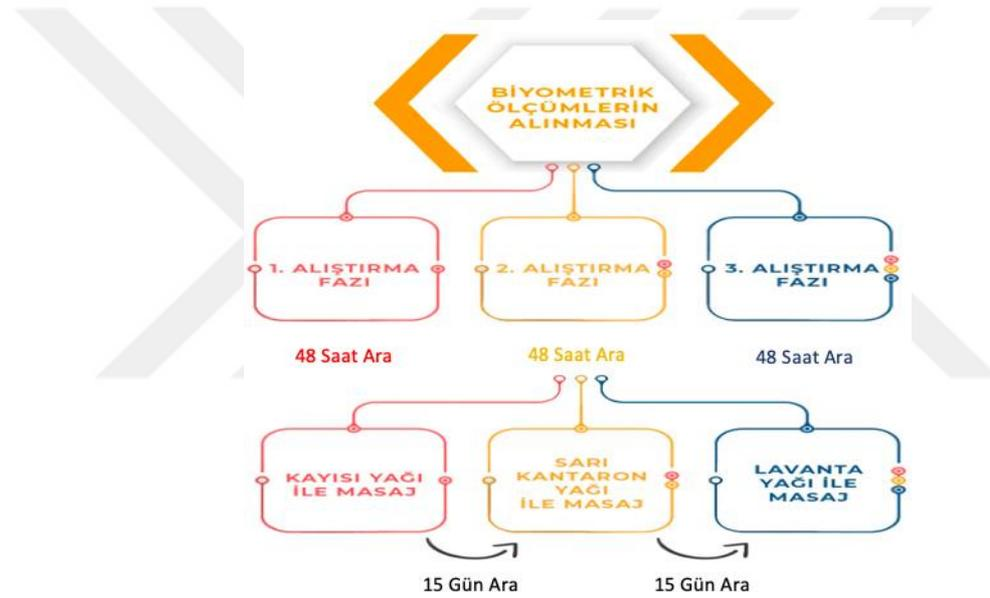 BİYOMETRİK
ÖLÇÜMLERİN
ALINMASI
1. ALIŞTIRMA
FAZI
2. ALIŞTIRMA
FAZI
3. ALIŞTIRMA
FAZI
48 Saat Ara
48 Saat Ara
48 Saat Ara
KAYISI YAĞI
İLE MASAJ
SARI
KANTARON
YAĞI
İLE MASAJ
LAVANTA
YAĞI İLE
MASAJ
15 Gün Ara
15 Gün Ara